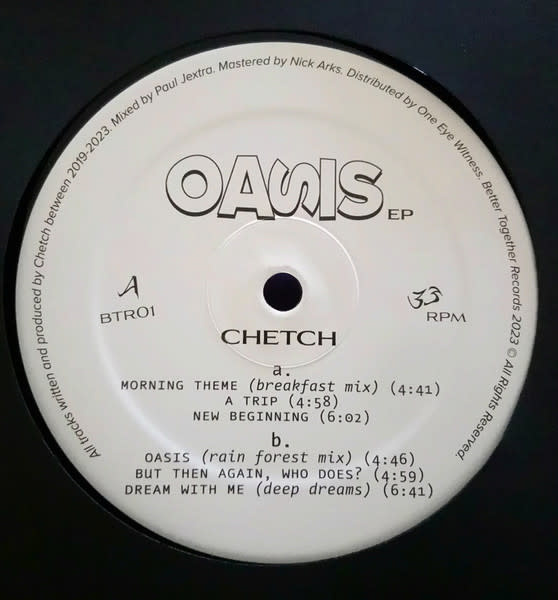 All tracks written and produced by Chetch between 2019-2023. Mixed by Paul Jextra. Mastered by Nick Arks. Distributed by One Eye Witness. Better Together Records 2023 © All Rights Reserved.
OASIS EP
A
BTR01
33
RPM
CHETCH
a.
MORNING THEME (breakfast mix) (4:41)
A TRIP (4:58)
NEW BEGINNING (6:02)
b.
OASIS (rain forest mix) (4:46)
BUT THEN AGAIN, WHO DOES? (4:59)
DREAM WITH ME (deep dreams) (6:41)